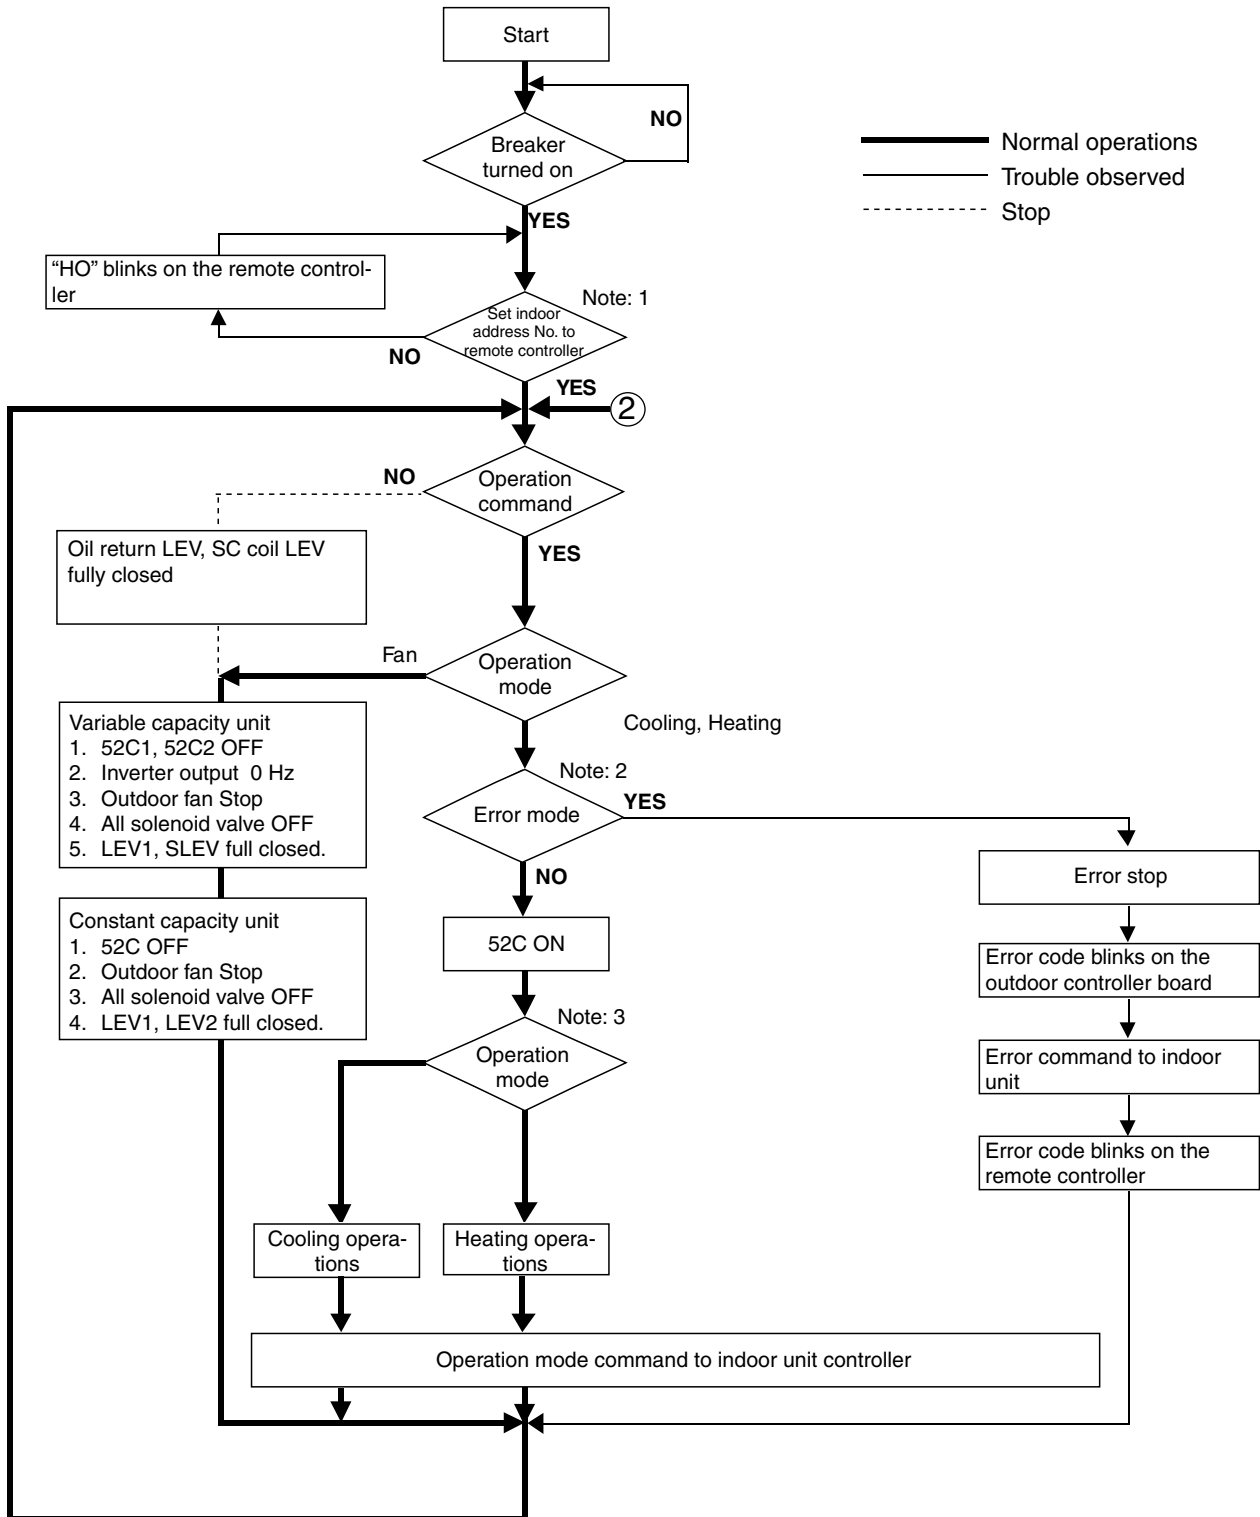 Start
NO
Breaker
turned on
Normal operations
Trouble observed
Stop
YES
“HO” blinks on the remote control-
ler
Note: 1
Set indoor
address No. to
remote controller
NO
YES
2
NO
Operation
command
Oil return LEV, SC coil LEV
fully closed
YES
Fan
Operation
mode
Variable capacity unit
1. 52C1, 52C2 OFF
2. Inverter output 0 Hz
3. Outdoor fan Stop
4. All solenoid valve OFF
5. LEV1, SLEV full closed.
Cooling, Heating
Note: 2
YES
Error mode
NO
Error stop
Constant capacity unit
1. 52C OFF
2. Outdoor fan Stop
3. All solenoid valve OFF
4. LEV1, LEV2 full closed.
52C ON
Error code blinks on the
outdoor controller board
Note: 3
Operation
mode
Error command to indoor
unit
Error code blinks on the
remote controller
Cooling opera-
tions
Heating opera-
tions
Operation mode command to indoor unit controller